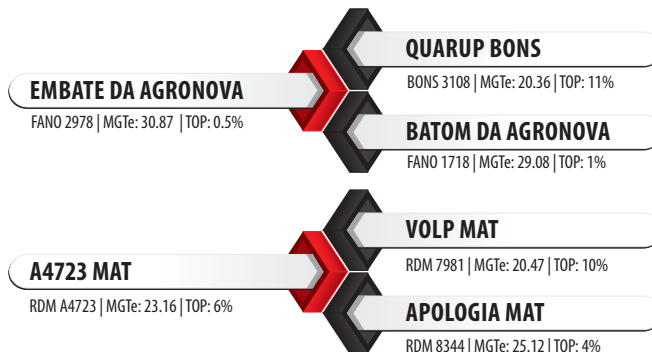 EMBATE DA AGRONOVA
FANO 2978 | MGTe: 30.87 | TOP: 0.5%
QUARUP BONS
BONS 3108 | MGTe: 20.36 | TOP: 11%
BATOM DA AGRONOVA
FANO 1718 | MGTe: 29.08 | TOP: 1%
A4723 MAT
RDM A4723 | MGTe: 23.16 | TOP: 6%
VOLP MAT
RDM 7981 | MGTe: 20.47 | TOP: 10%
APOLOGIA MAT
RDM 8344 | MGTe: 25.12 | TOP: 4%